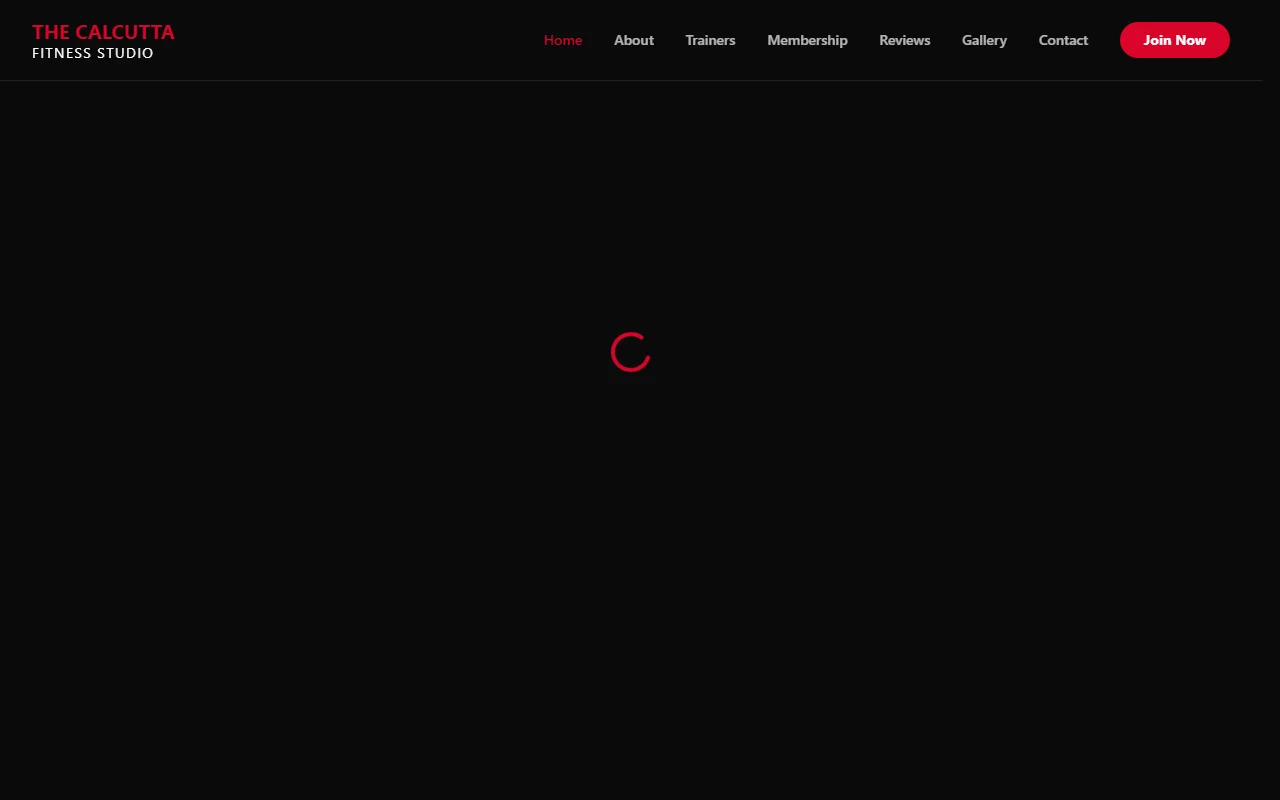 THE CALCUTTA
FITNESS STUDIO
Home About Trainers Membership Reviews Gallery Contact Join Now